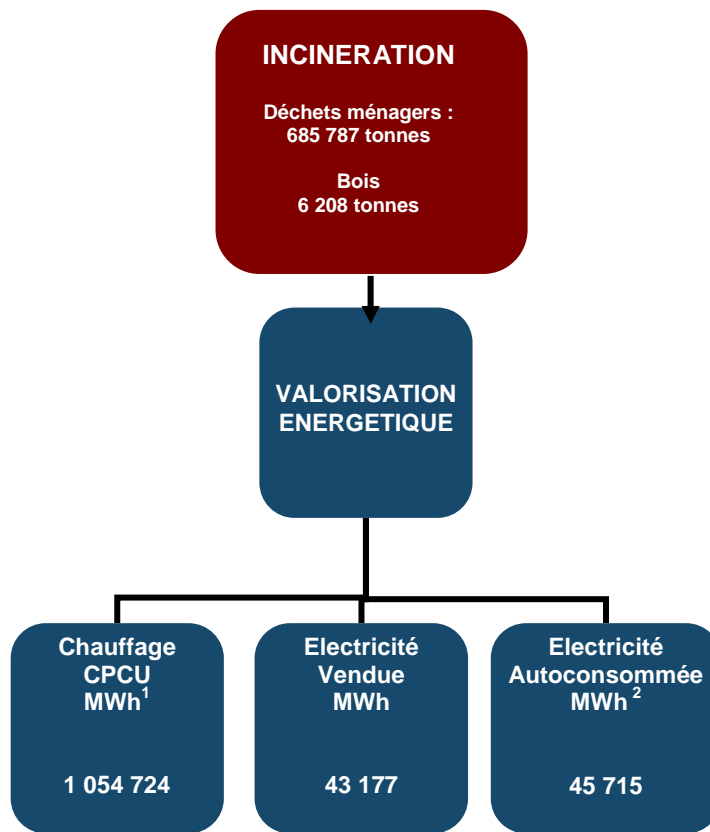 INCINERATION
Déchets ménagers :
685 787 tonnes
Bois
6 208 tonnes
VALORISATION
ENERGETIQUE
Chauffage
CPCU
MWh¹
1 054 724
Electricité
Vendue
MWh
43 177
Electricité
Autoconsommée
MWh ²
45 715